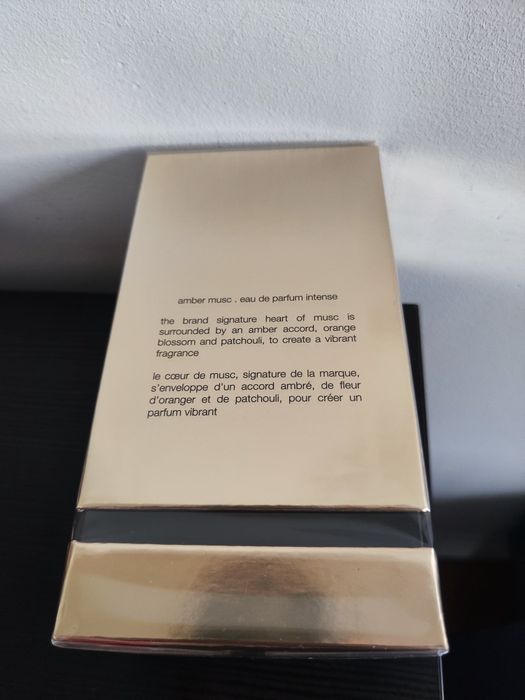 amber musc . eau de parfum intense
the brand signature heart of musc is
surrounded by an amber accord, orange
blossom and patchouli, to create a vibrant
fragrance
le cœur de musc, signature de la marque,
s'enveloppe d'un accord ambré, de fleur
d'oranger et de patchouli, pour créer un
parfum vibrant